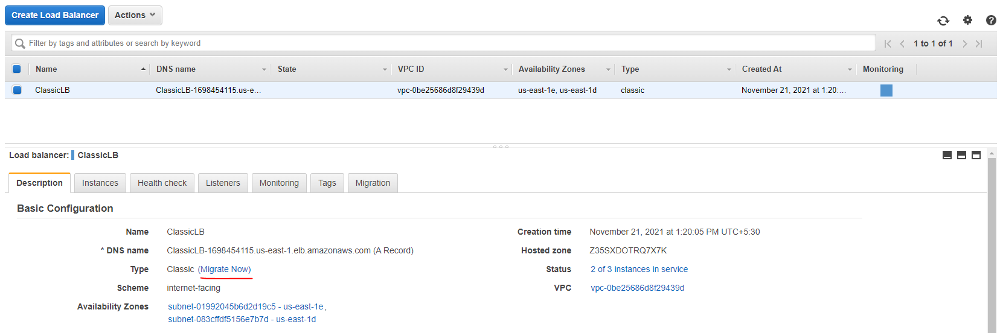 Create Load Balancer Actions
Filter by tags and attributes or search by keyword 1 to 1 of 1
Name DNS name State VPC ID Availability Zones Type Created At Monitoring
ClassicLB ClassicLB-1698454115.us-e... vpc-0be25686d8f29439d us-east-1e, us-east-1d classic November 21, 2021 at 1:20:...
Load balancer: ClassicLB
Description Instances Health check Listeners Monitoring Tags Migration
Basic Configuration
Name ClassicLB Creation time November 21, 2021 at 1:20:05 PM UTC+5:30
* DNS name ClassicLB-1698454115.us-east-1.elb.amazonaws.com (A Record) Hosted zone Z35SXDOTRQ7X7K
Type Classic (Migrate Now) Status 2 of 3 instances in service
Scheme internet-facing VPC vpc-0be25686d8f29439d
Availability Zones subnet-01992045b6d2d19c5 - us-east-1e,
subnet-083cffdf5156e7b7d - us-east-1d